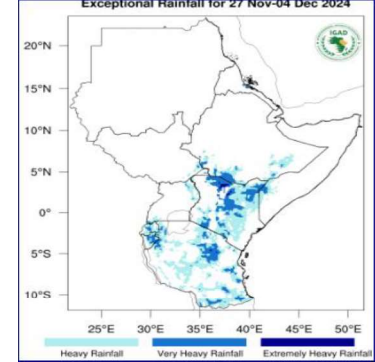 Exceptional Rainfall for 27 Nov-04 Dec 2024
IGAD
20°N
15°N
10°N
5°N
0°
5°S
10°S
25°E 30°E 35°E 40°E 45°E 50°E
Heavy Rainfall Very Heavy Rainfall Extremely Heavy Rainfall